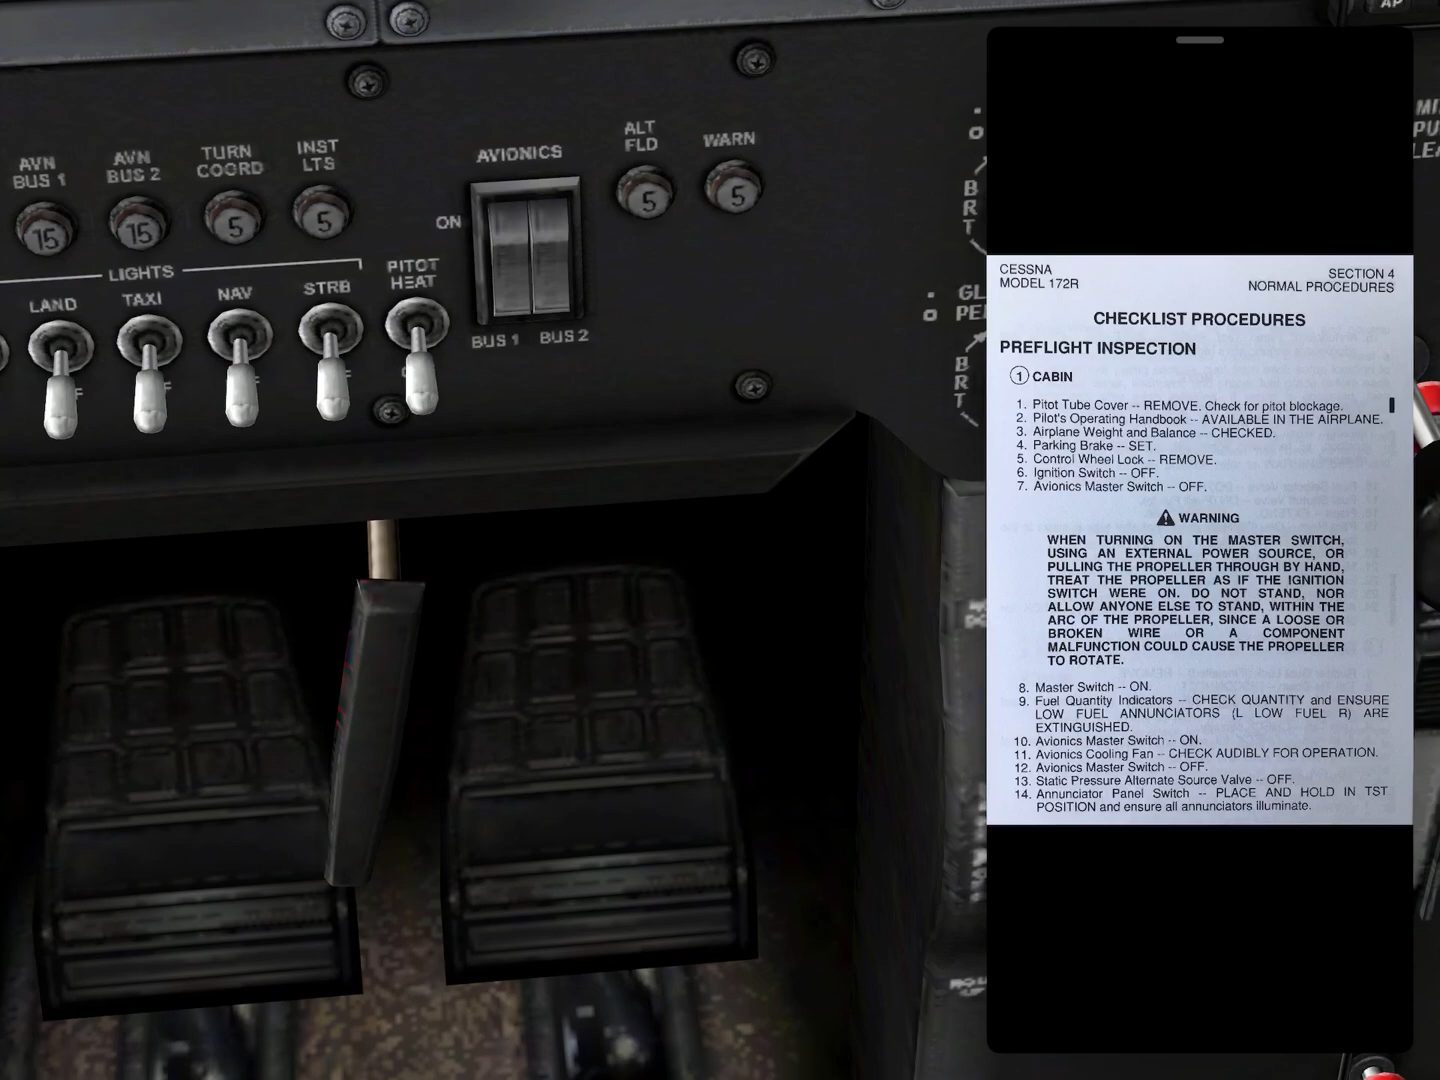 AP
AVN
BUS 1
AVN
BUS 2
TURN
COORD
INST
LTS
AVIONICS
ALT
FLD
WARN
15
15
5
5
ON
5
5
LIGHTS
PITOT
HEAT
LAND
TAXI
NAV
STRB
BUS 1
BUS 2
BRT
GL
PE
BRT
CESSNA
MODEL 172R
SECTION 4
NORMAL PROCEDURES
CHECKLIST PROCEDURES
PREFLIGHT INSPECTION
1 CABIN
1. Pitot Tube Cover -- REMOVE. Check for pitot blockage.
2. Pilot's Operating Handbook -- AVAILABLE IN THE AIRPLANE.
3. Airplane Weight and Balance -- CHECKED.
4. Parking Brake -- SET.
5. Control Wheel Lock -- REMOVE.
6. Ignition Switch -- OFF.
7. Avionics Master Switch -- OFF.
WARNING
WHEN TURNING ON THE MASTER SWITCH,
USING AN EXTERNAL POWER SOURCE, OR
PULLING THE PROPELLER THROUGH BY HAND,
TREAT THE PROPELLER AS IF THE IGNITION
SWITCH WERE ON. DO NOT STAND, NOR
ALLOW ANYONE ELSE TO STAND, WITHIN THE
ARC OF THE PROPELLER, SINCE A LOOSE OR
BROKEN WIRE OR A COMPONENT
MALFUNCTION COULD CAUSE THE PROPELLER
TO ROTATE.
8. Master Switch -- ON.
9. Fuel Quantity Indicators -- CHECK QUANTITY and ENSURE
LOW FUEL ANNUNCIATORS (L LOW FUEL R) ARE
EXTINGUISHED.
10. Avionics Master Switch -- ON.
11. Avionics Cooling Fan -- CHECK AUDIBLY FOR OPERATION.
12. Avionics Master Switch -- OFF.
13. Static Pressure Alternate Source Valve -- OFF.
14. Annunciator Panel Switch -- PLACE AND HOLD IN TST
POSITION and ensure all annunciators illuminate.